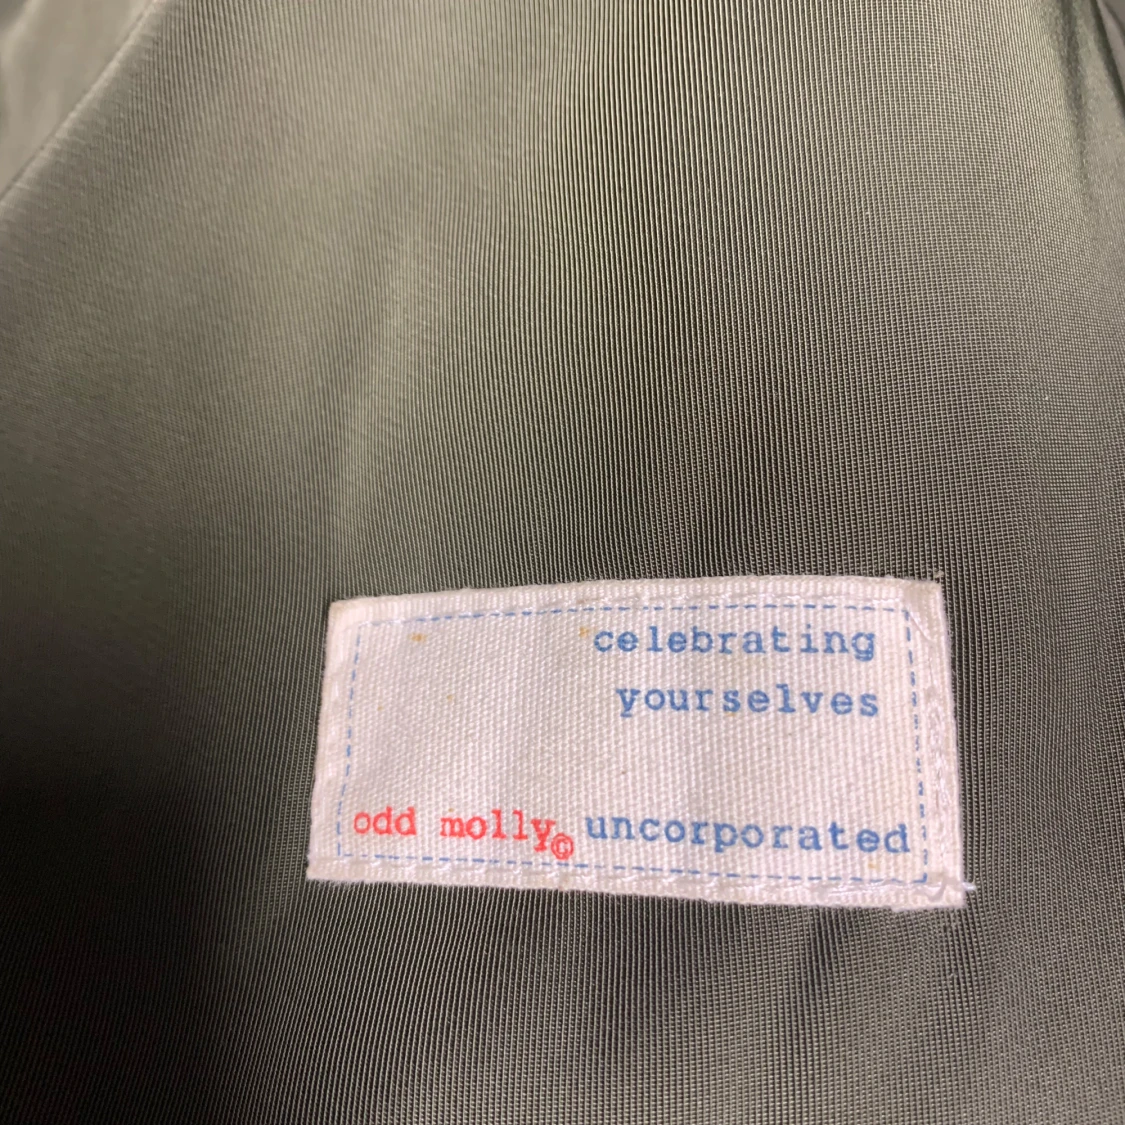 celebrating
yourselves
odd molly© uncorporated